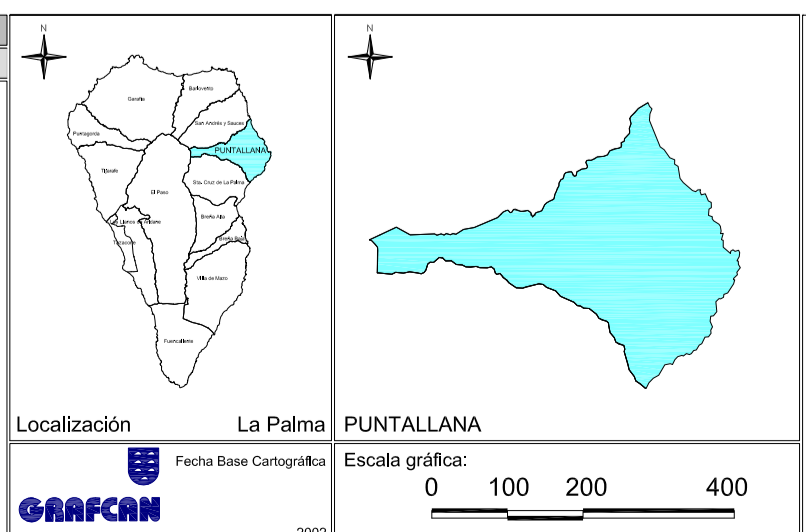 N
Garafía
Barlovento
San Andrés y Sauces
Puntagorda
PUNTALLANA
Tijarafe
Sta. Cruz de La Palma
El Paso
Breña Alta
Los Llanos de Aridane
Breña Baja
Tazacorte
Villa de Mazo
Fuencaliente
Localización La Palma
N
PUNTALLANA
Fecha Base Cartográfica
GRAFCAN
Escala gráfica:
0 100 200 400